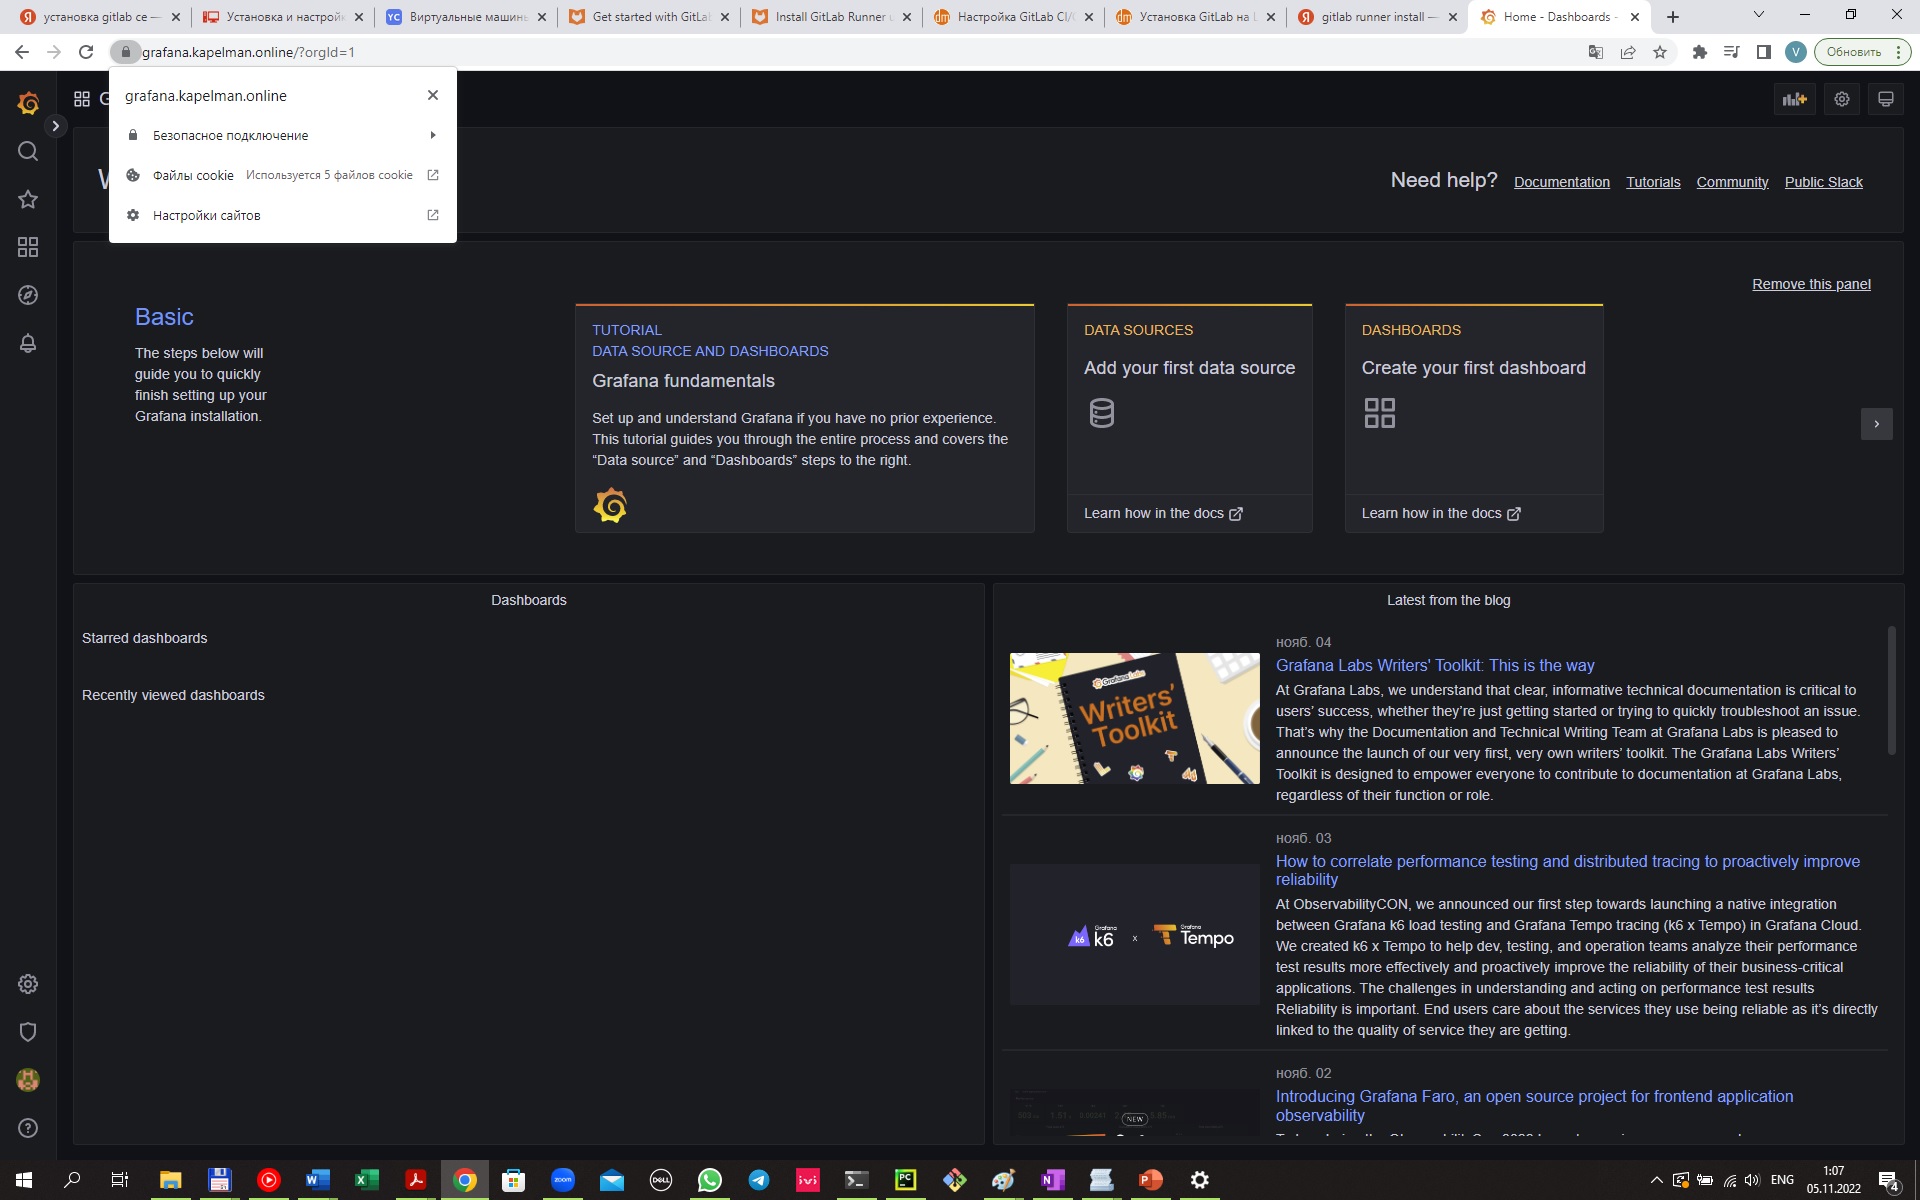 установка gitlab ce —
Установка и настройк
YC
Виртуальные машины
Get started with GitLa
Install GitLab Runner
Настройка GitLab CI/
Установка GitLab на
gitlab runner install —
Home - Dashboards -
grafana.kapelman.online/?orgId=1
V
Обновить
grafana.kapelman.online
Безопасное подключение
Файлы cookie Используется 5 файлов cookie
Настройки сайтов
Need help? Documentation Tutorials Community Public Slack
Remove this panel
Basic
The steps below will
guide you to quickly
finish setting up your
Grafana installation.
TUTORIAL
DATA SOURCE AND DASHBOARDS
Grafana fundamentals
Set up and understand Grafana if you have no prior experience.
This tutorial guides you through the entire process and covers the
“Data source” and “Dashboards” steps to the right.
DATA SOURCES
Add your first data source
Learn how in the docs
DASHBOARDS
Create your first dashboard
Learn how in the docs
Dashboards
Starred dashboards
Recently viewed dashboards
Latest from the blog
Grafana Labs
Writers'
Toolkit
нояб. 04
Grafana Labs Writers' Toolkit: This is the way
At Grafana Labs, we understand that clear, informative technical documentation is critical to
users’ success, whether they’re just getting started or trying to quickly troubleshoot an issue.
That’s why the Documentation and Technical Writing Team at Grafana Labs is pleased to
announce the launch of our very first, very own writers’ toolkit. The Grafana Labs Writers’
Toolkit is designed to empower everyone to contribute to documentation at Grafana Labs,
regardless of their function or role.
Grafana
k6
x
Grafana
Tempo
нояб. 03
How to correlate performance testing and distributed tracing to proactively improve
reliability
At ObservabilityCON, we announced our first step towards launching a native integration
between Grafana k6 load testing and Grafana Tempo tracing (k6 x Tempo) in Grafana Cloud.
We created k6 x Tempo to help dev, testing, and operation teams analyze their performance
test results more effectively and proactively improve the reliability of their business-critical
applications. The challenges in understanding and acting on performance test results
Reliability is important. End users care about the services they use being reliable as it’s directly
linked to the quality of service they are getting.
NEW
нояб. 02
Introducing Grafana Faro, an open source project for frontend application
observability
zoom
DELL
ivi
PC
ENG
1:07
05.11.2022
4